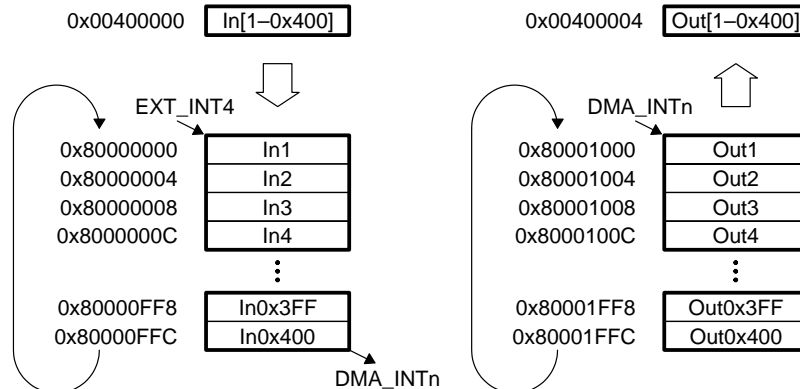 0x00400000 In[1–0x400] 0x00400004 Out[1–0x400]
EXT_INT4 DMA_INTn
0x80000000 In1 0x80001000 Out1
0x80000004 In2 0x80001004 Out2
0x80000008 In3 0x80001008 Out3
0x8000000C In4 0x8000100C Out4
0x80000FF8 In0x3FF 0x80001FF8 Out0x3FF
0x80000FFC In0x400 0x80001FFC Out0x400
DMA_INTn